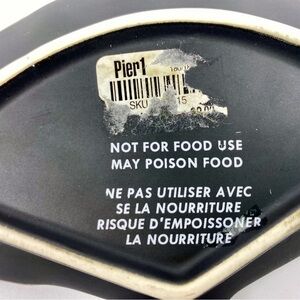 Pier1
SKU 15
NOT FOR FOOD USE
MAY POISON FOOD
NE PAS UTILISER AVEC
SE LA NOURRITURE
RISQUE D'EMPOISSONER
LA NOURRITURE